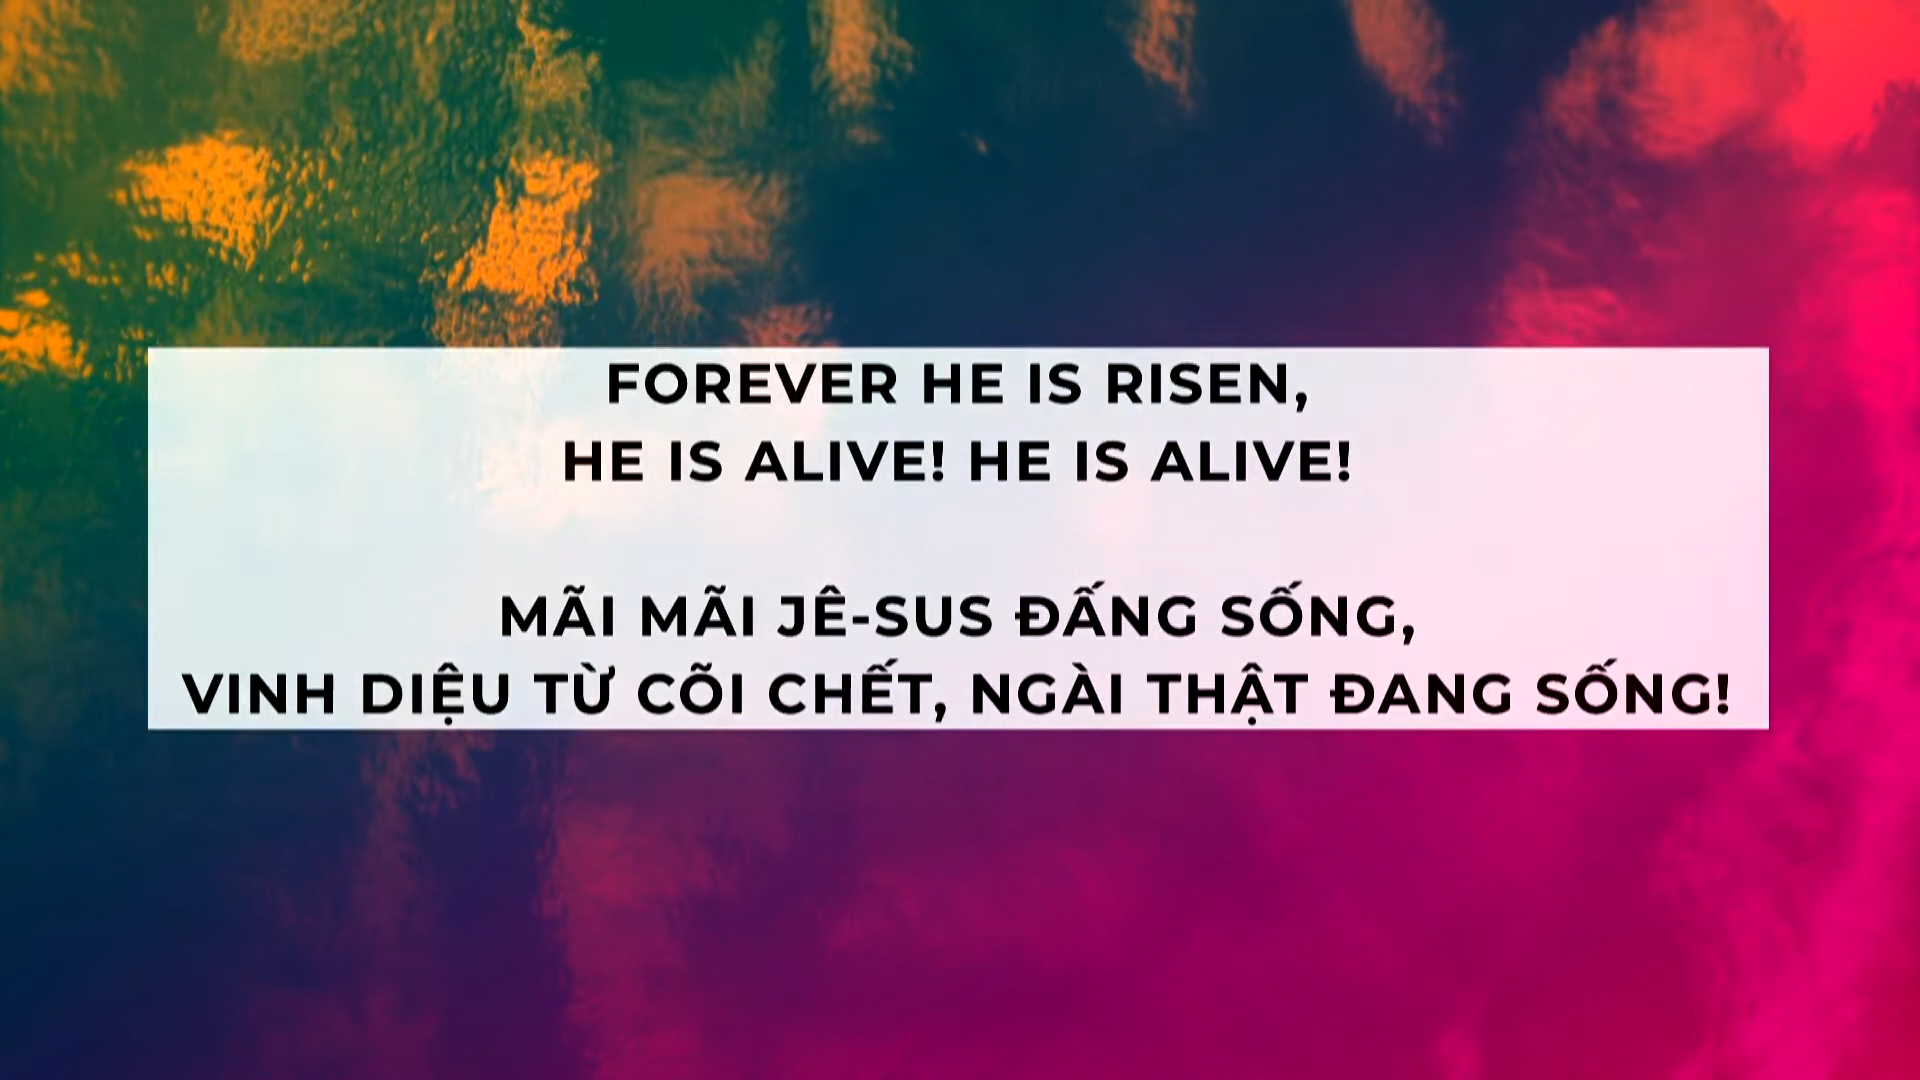 FOREVER HE IS RISEN,
HE IS ALIVE! HE IS ALIVE!
MÃI MÃI JÊ-SUS ĐẤNG SỐNG,
VINH DIỆU TỪ CÕI CHẾT, NGÀI THẬT ĐANG SỐNG!